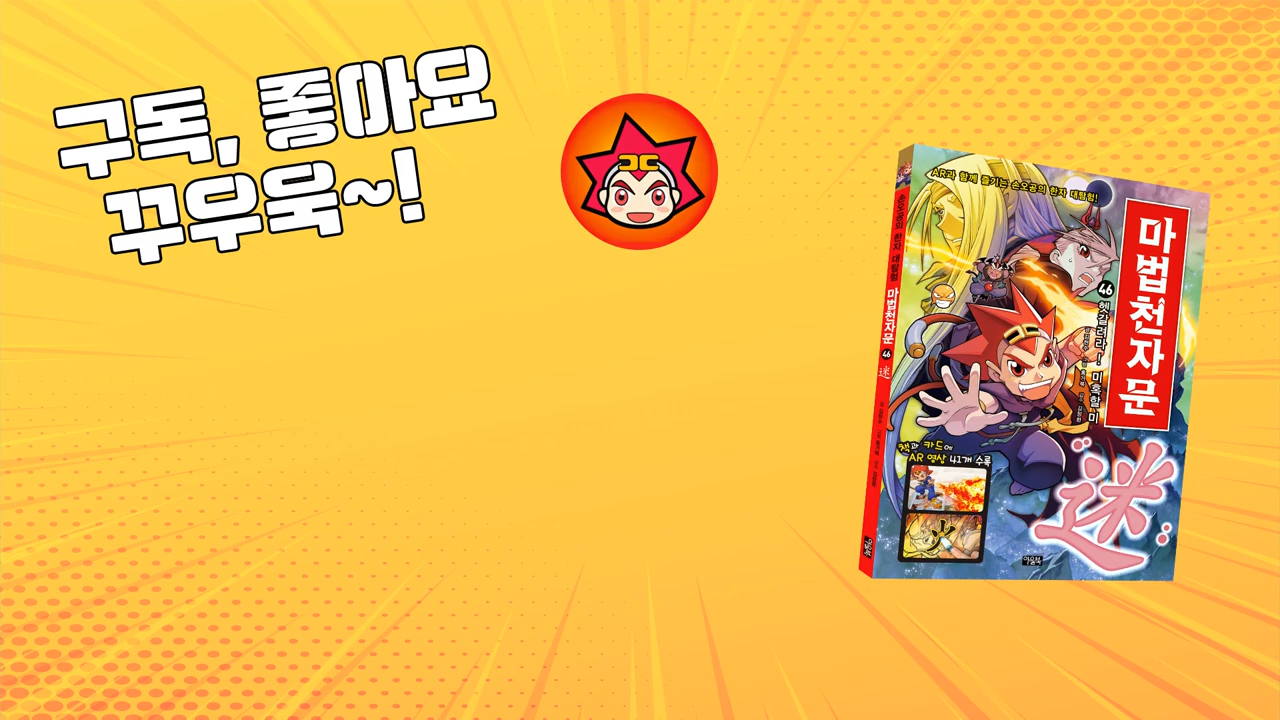 구독, 좋아요
꾸우욱~!
AR과 함께 즐기는 손오공의 한자 대탐험!
마법천자문
46
헷갈려라! 미혹할 미
책과 카드에
AR 영상 41개 수록
迷
아울북
손오공의 한자 대탐험
마법천자문
46
迷